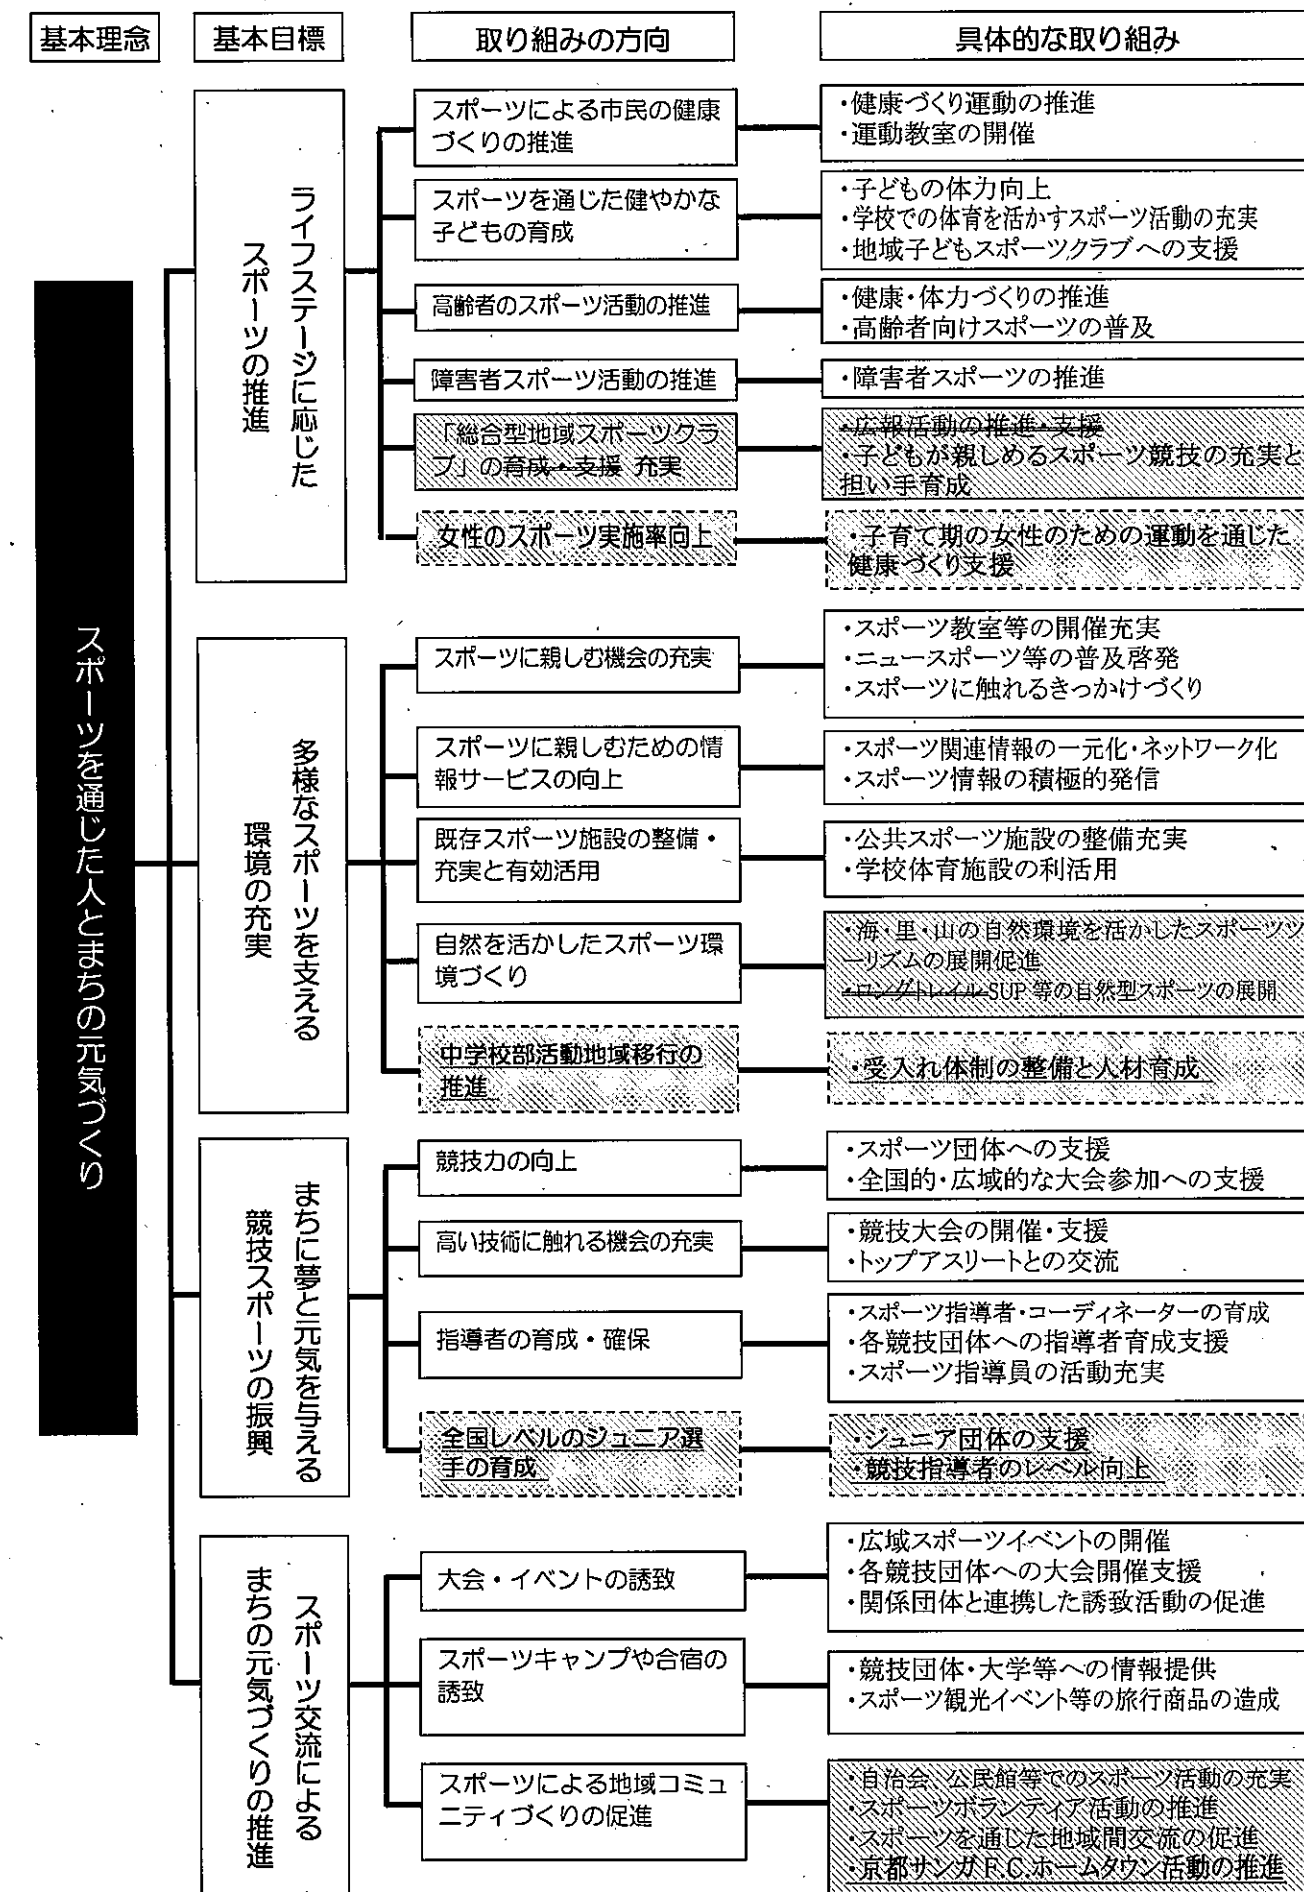 基本理念
基本目標
取り組みの方向
具体的な取り組み
スポーツを通じた人とまちの元気づくり
ライフステージに応じた
スポーツの推進
スポーツによる市民の健康
づくりの推進
・健康づくり運動の推進
・運動教室の開催
スポーツを通じた健やかな
子どもの育成
・子どもの体力向上
・学校での体育を活かすスポーツ活動の充実
・地域子どもスポーツクラブへの支援
高齢者のスポーツ活動の推進
・健康・体力づくりの推進
・高齢者向けスポーツの普及
障害者スポーツ活動の推進
・障害者スポーツの推進
「総合型地域スポーツクラ
ブ」の育成・支援 充実
・広報活動の推進・支援
・子どもが親しめるスポーツ競技の充実と
担い手育成
女性のスポーツ実施率向上
・子育て期の女性のための運動を通じた
健康づくり支援
多様なスポーツを支える
環境の充実
スポーツに親しむ機会の充実
・スポーツ教室等の開催充実
・ニュースポーツ等の普及啓発
・スポーツに触れるきっかけづくり
スポーツに親しむための情
報サービスの向上
・スポーツ関連情報の一元化・ネットワーク化
・スポーツ情報の積極的発信
既存スポーツ施設の整備・
充実と有効活用
・公共スポーツ施設の整備充実
・学校体育施設の利活用
自然を活かしたスポーツ環
境づくり
・海・里・山の自然環境を活かしたスポーツツ
ーリズムの展開促進
・ロングトレイルSUP等の自然型スポーツの展開
中学校部活動地域移行の
推進
・受入れ体制の整備と人材育成
まちに夢と元気を与える
競技スポーツの振興
競技力の向上
・スポーツ団体への支援
・全国的・広域的な大会参加への支援
高い技術に触れる機会の充実
・競技大会の開催・支援
・トップアスリートとの交流
指導者の育成・確保
・スポーツ指導者・コーディネーターの育成
・各競技団体への指導者育成支援
・スポーツ指導員の活動充実
全国レベルのジュニア選
手の育成
・ジュニア団体の支援
・競技指導者のレベル向上
スポーツ交流による
まちの元気づくりの推進
大会・イベントの誘致
・広域スポーツイベントの開催
・各競技団体への大会開催支援
・関係団体と連携した誘致活動の促進
スポーツキャンプや合宿の
誘致
・競技団体・大学等への情報提供
・スポーツ観光イベント等の旅行商品の造成
スポーツによる地域コミュ
ニティづくりの促進
・自治会、公民館等でのスポーツ活動の充実
・スポーツボランティア活動の推進
・スポーツを通じた地域間交流の促進
・京都サンガF.C.ホームタウン活動の推進